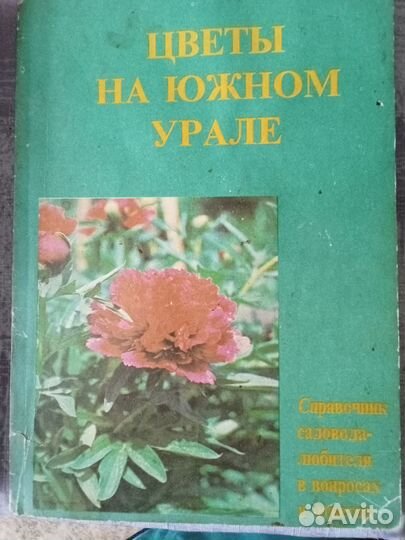 ЦВЕТЫ
НА ЮЖНОМ
УРАЛЕ
Справочник
садовода-
любителя
в вопросах
Avito